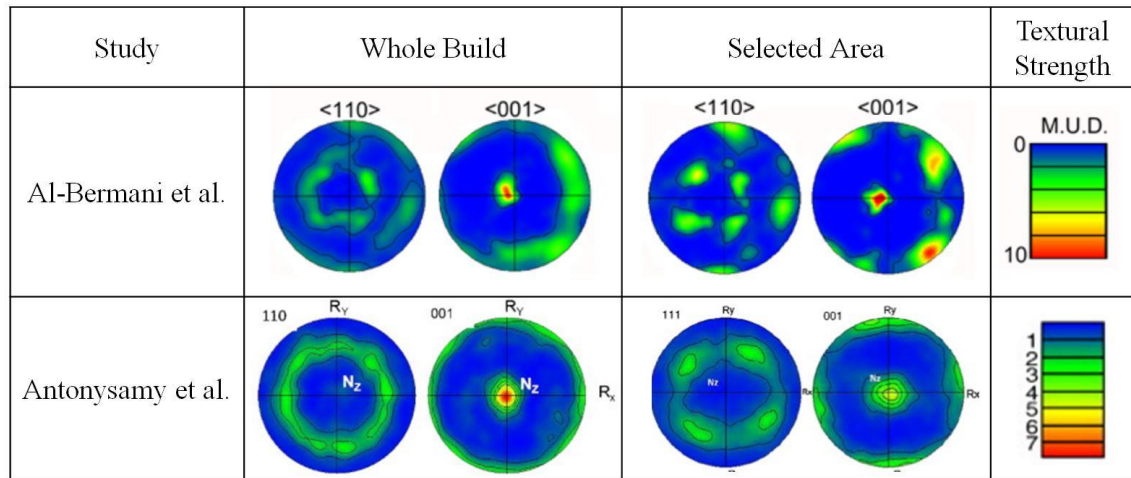 Study
Whole Build
Selected Area
Textural
Strength
Al-Bermani et al.
<110>
<001>
<110>
<001>
M.U.D.
0
10
Antonysamy et al.
110
RY
NZ
001
RY
NZ
Rx
111
Ry
Nz
Rx
001
Ry
Nz
Rx
1
2
3
4
5
6
7